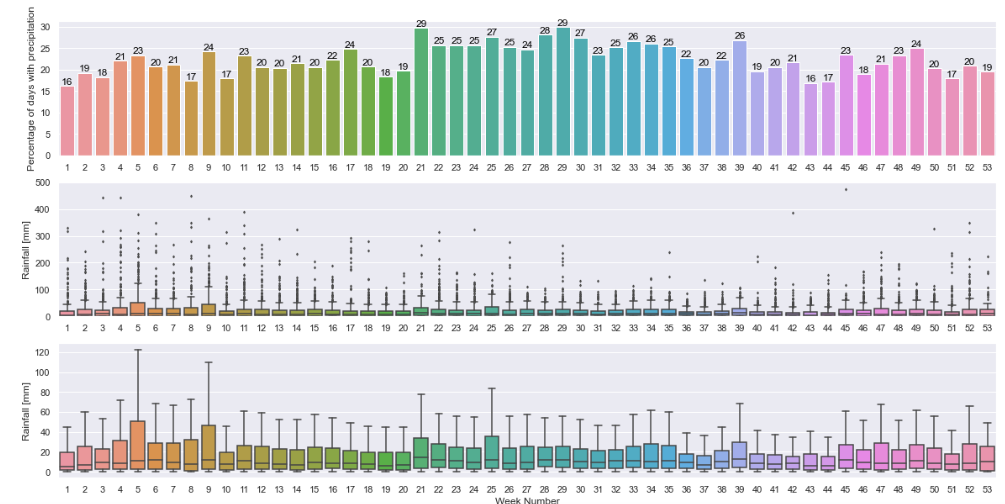 Percentage of days with precipitation
30
25
20
15
10
5
0
16 19 18 21 23 20 21 17 24 17 23 20 20 21 20 22 24 20 18 19 29 25 25 25 27 25 24 28 29 27 23 25 26 26 25 22 20 22 26 19 20 21 16 17 23 18 21 23 24 20 17 20 19
1 2 3 4 5 6 7 8 9 10 11 12 13 14 15 16 17 18 19 20 21 22 23 24 25 26 27 28 29 30 31 32 33 34 35 36 37 38 39 40 41 42 43 44 45 46 47 48 49 50 51 52 53
Rainfall [mm]
500
400
300
200
100
0
1 2 3 4 5 6 7 8 9 10 11 12 13 14 15 16 17 18 19 20 21 22 23 24 25 26 27 28 29 30 31 32 33 34 35 36 37 38 39 40 41 42 43 44 45 46 47 48 49 50 51 52 53
Rainfall [mm]
120
100
80
60
40
20
0
1 2 3 4 5 6 7 8 9 10 11 12 13 14 15 16 17 18 19 20 21 22 23 24 25 26 27 28 29 30 31 32 33 34 35 36 37 38 39 40 41 42 43 44 45 46 47 48 49 50 51 52 53
Week Number